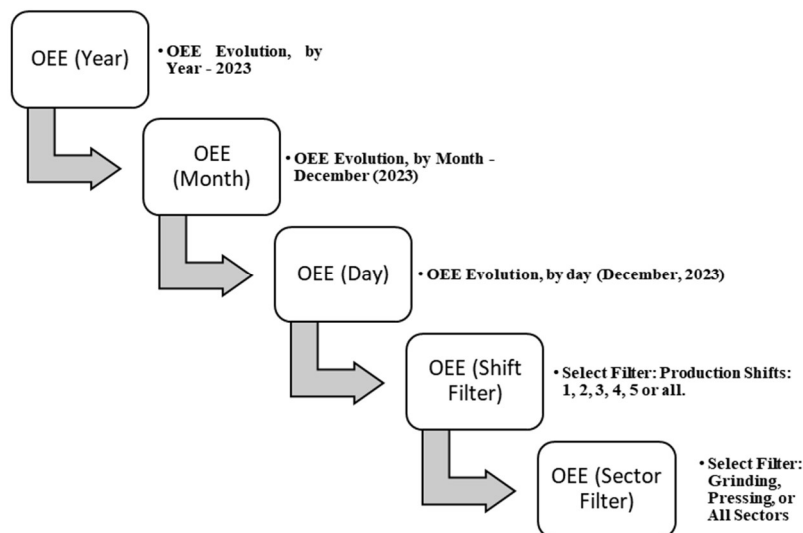 OEE (Year)
• OEE Evolution, by
Year - 2023
OEE
(Month)
• OEE Evolution, by Month -
December (2023)
OEE (Day)
• OEE Evolution, by day (December, 2023)
OEE (Shift
Filter)
• Select Filter: Production Shifts:
1, 2, 3, 4, 5 or all.
OEE (Sector
Filter)
• Select Filter:
Grinding,
Pressing, or
All Sectors